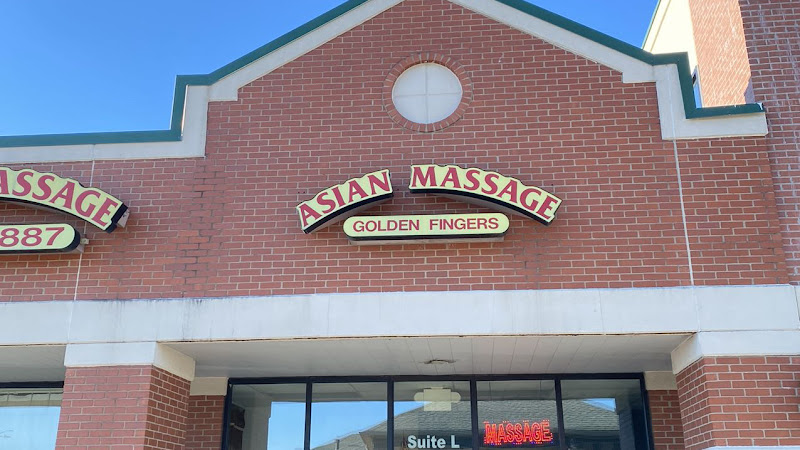 ASSAGE
887
ASIAN MASSAGE
GOLDEN FINGERS
Suite L
MASSAGE